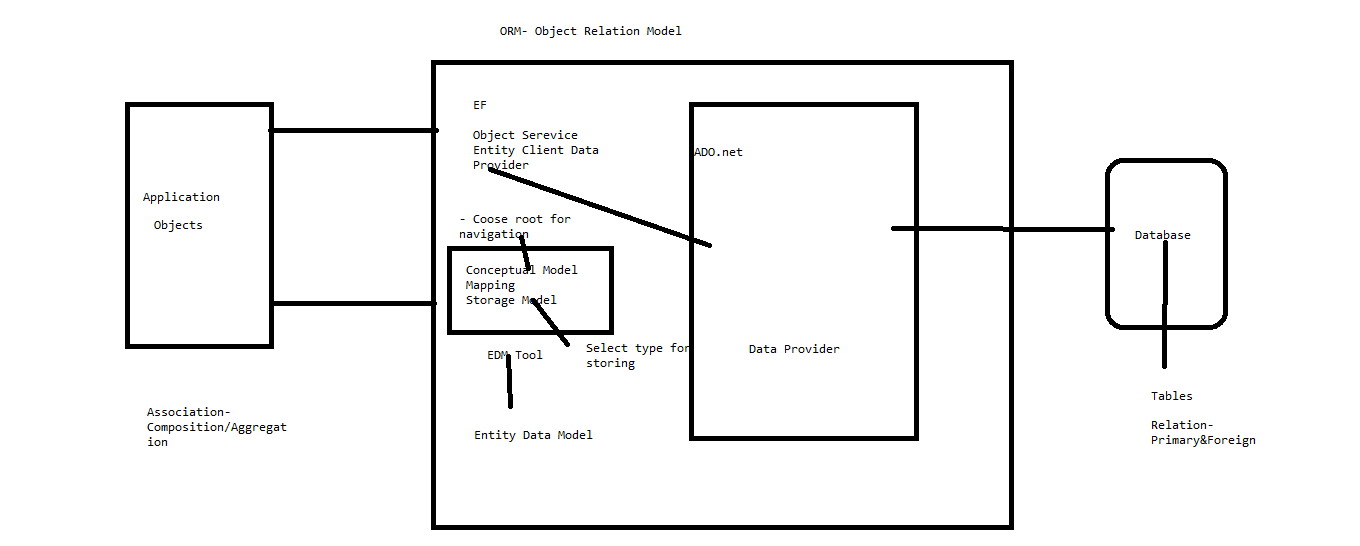 ORM- Object Relation Model
Application
Objects
Association-
Composition/Aggregat
ion
EF
Object Serevice
Entity Client Data
Provider
- Coose root for
navigation
Conceptual Model
Mapping
Storage Model
EDM Tool
Select type for
storing
Entity Data Model
ADO.net
Data Provider
Database
Tables
Relation-
Primary&Foreign